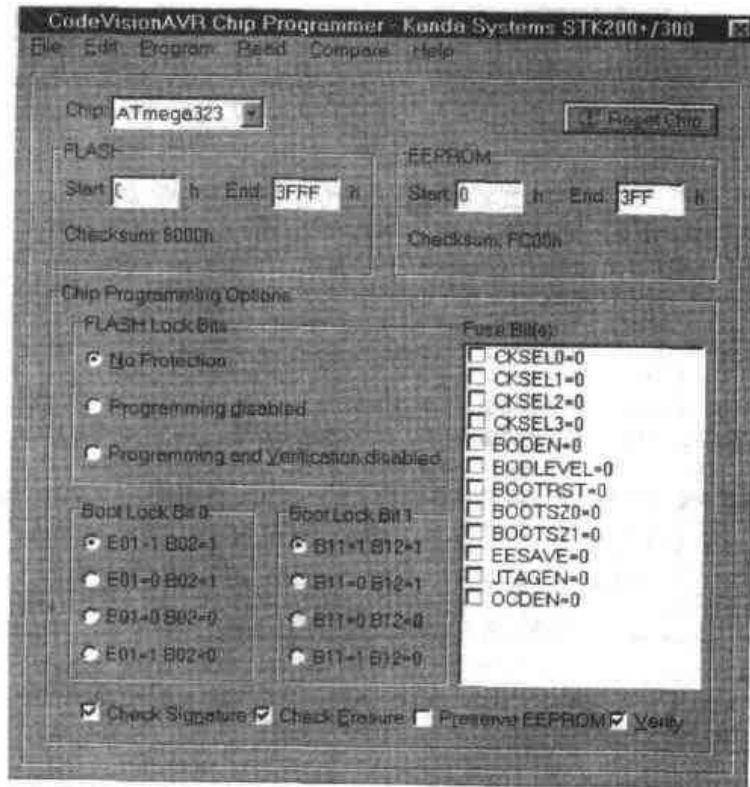 CodeVisionAVR Chip Programmer - Kanda Systems STK200+/300
File Edit Program Read Compare Help
Chip: ATmega323
Reset Chip
FLASH
Start: 0 h End: 3FFF h
Checksum: 8000h
EEPROM
Start: 0 h End: 3FF h
Checksum: FC00h
Chip Programming Options
FLASH Lock Bits
No Protection
Programming disabled
Programming and Verification disabled
Boot Lock Bit 0
B01=1 B02=1
B01=0 B02=1
B01=0 B02=0
B01=1 B02=0
Boot Lock Bit 1
B11=1 B12=1
B11=0 B12=1
B11=0 B12=0
B11=1 B12=0
Fuse Bit(s):
CKSEL0=0
CKSEL1=0
CKSEL2=0
CKSEL3=0
BODEN=0
BODLEVEL=0
BOOTRST=0
BOOTSZ0=0
BOOTSZ1=0
EESAVE=0
JTAGEN=0
OCDEN=0
Check Signature Check Erasure Preserve EEPROM Verify